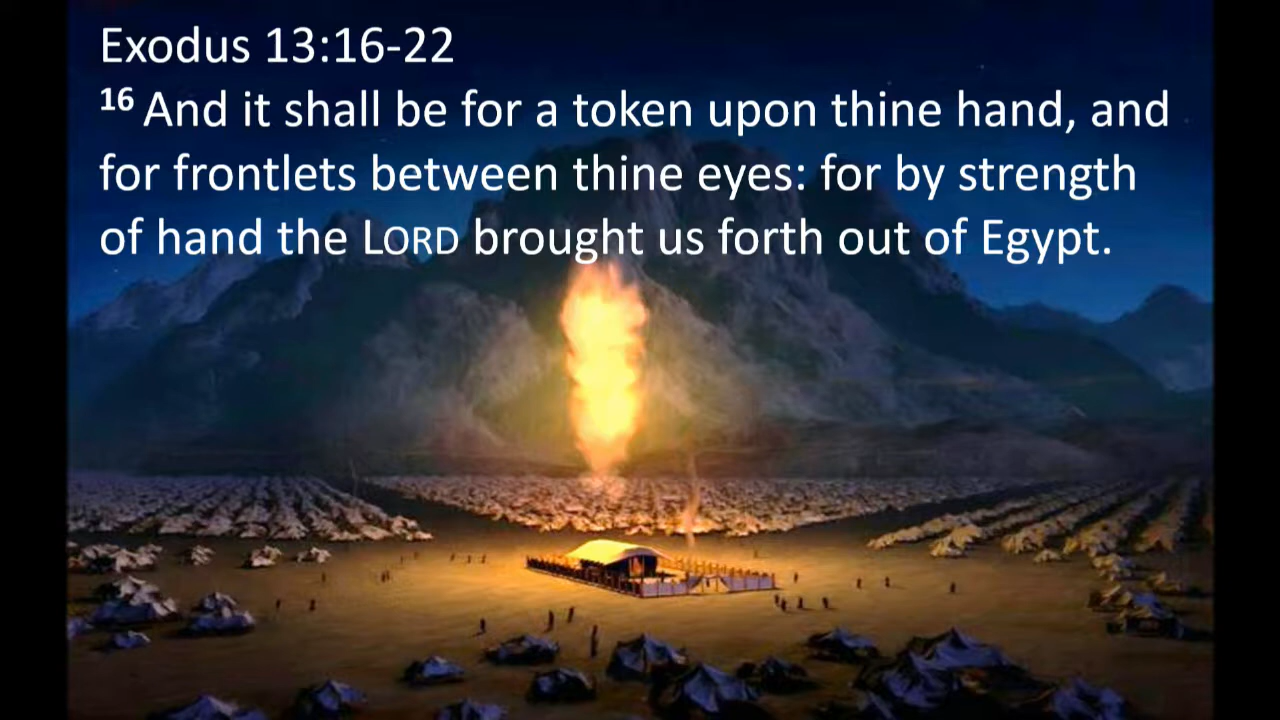 Exodus 13:16-22
16 And it shall be for a token upon thine hand, and
for frontlets between thine eyes: for by strength
of hand the LORD brought us forth out of Egypt.